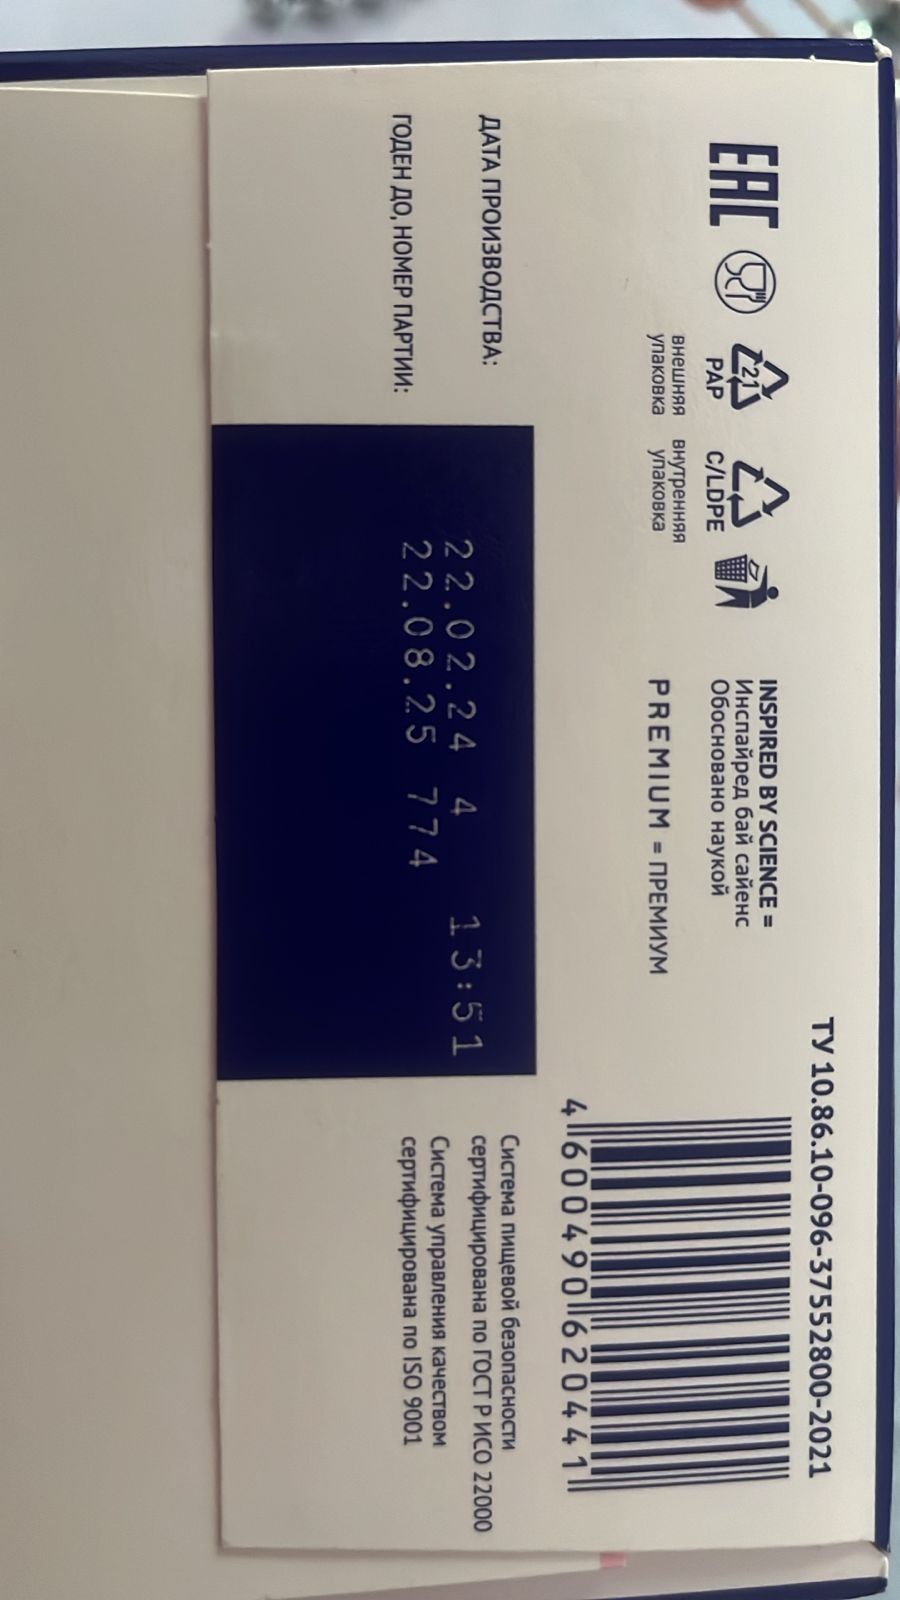 ТУ 10.86.10-096-37552800-2021
EAC
21
PAP
C/LDPE
внешняя
упаковка
внутренняя
упаковка
INSPIRED BY SCIENCE =
Инспайред бай сайенс
Обосновано наукой
PREMIUM = ПРЕМИУМ
4 600490 620441
ДАТА ПРОИЗВОДСТВА:
22.02.24 4 13:51
ГОДЕН ДО, НОМЕР ПАРТИИ:
22.08.25 774
Система пищевой безопасности
сертифицирована по ГОСТ Р ИСО 22000
Система управления качеством
сертифицирована по ISO 9001